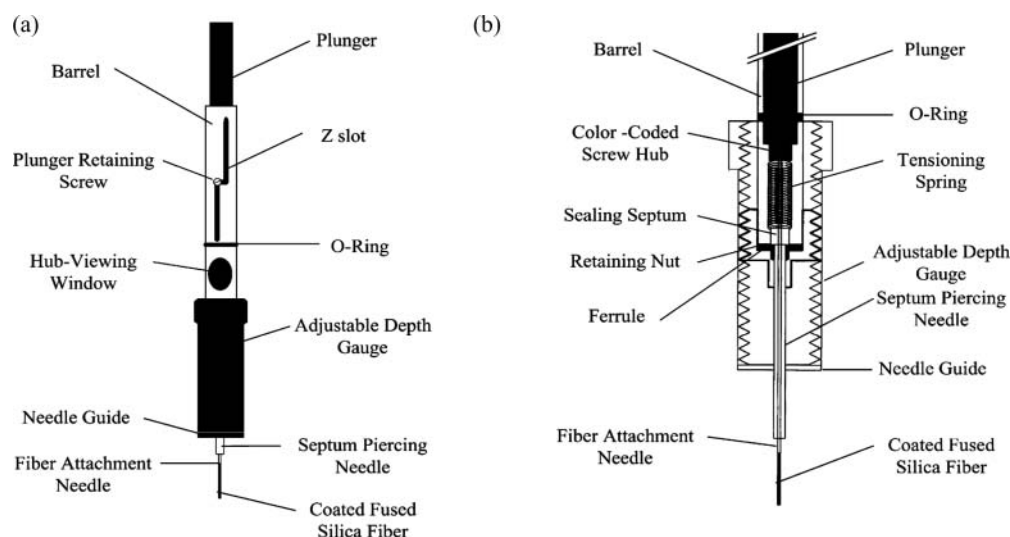 (a)
Plunger
Barrel
Z slot
Plunger Retaining
Screw
O-Ring
Hub-Viewing
Window
Adjustable Depth
Gauge
Needle Guide
Septum Piercing
Needle
Fiber Attachment
Needle
Coated Fused
Silica Fiber
(b)
Barrel
Plunger
O-Ring
Color -Coded
Screw Hub
Tensioning
Spring
Sealing Septum
Retaining Nut
Adjustable Depth
Gauge
Septum Piercing
Needle
Ferrule
Needle Guide
Fiber Attachment
Needle
Coated Fused
Silica Fiber